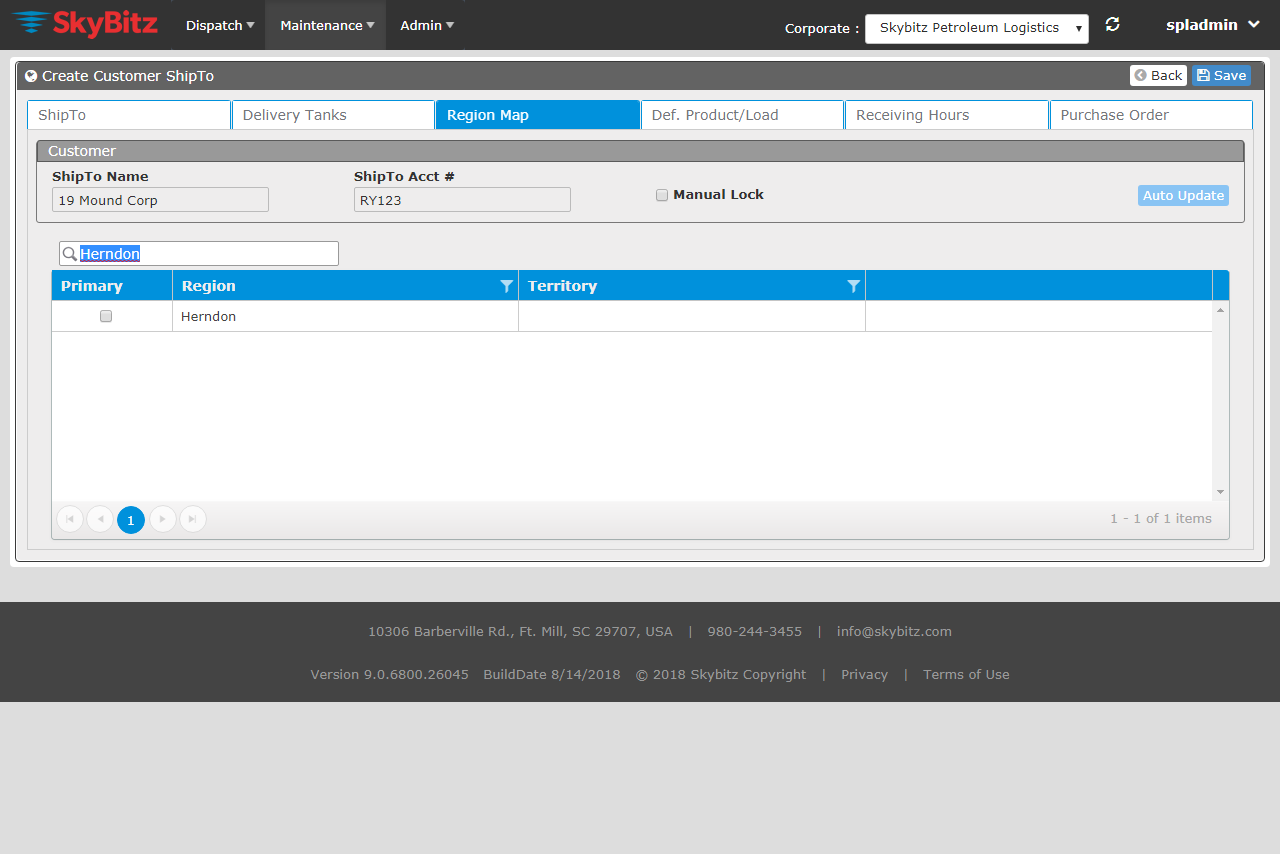 SkyBitz Dispatch Maintenance Admin Corporate : Skybitz Petroleum Logistics spladmin
Create Customer ShipTo Back Save
ShipTo Delivery Tanks Region Map Def. Product/Load Receiving Hours Purchase Order
Customer
ShipTo Name ShipTo Acct #
19 Mound Corp RY123 Manual Lock Auto Update
Herndon
Primary Region Territory
Herndon
1 1 - 1 of 1 items
10306 Barberville Rd., Ft. Mill, SC 29707, USA | 980-244-3455 | info@skybitz.com
Version 9.0.6800.26045 BuildDate 8/14/2018 © 2018 Skybitz Copyright | Privacy | Terms of Use